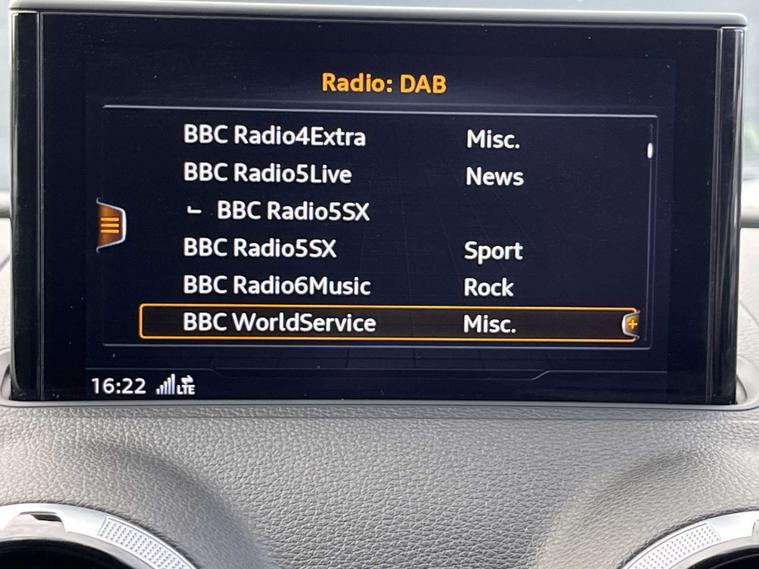 Radio: DAB
BBC Radio4Extra Misc.
BBC Radio5Live News
BBC Radio5SX
BBC Radio5SX Sport
BBC Radio6Music Rock
BBC WorldService Misc.
16:22 LTE